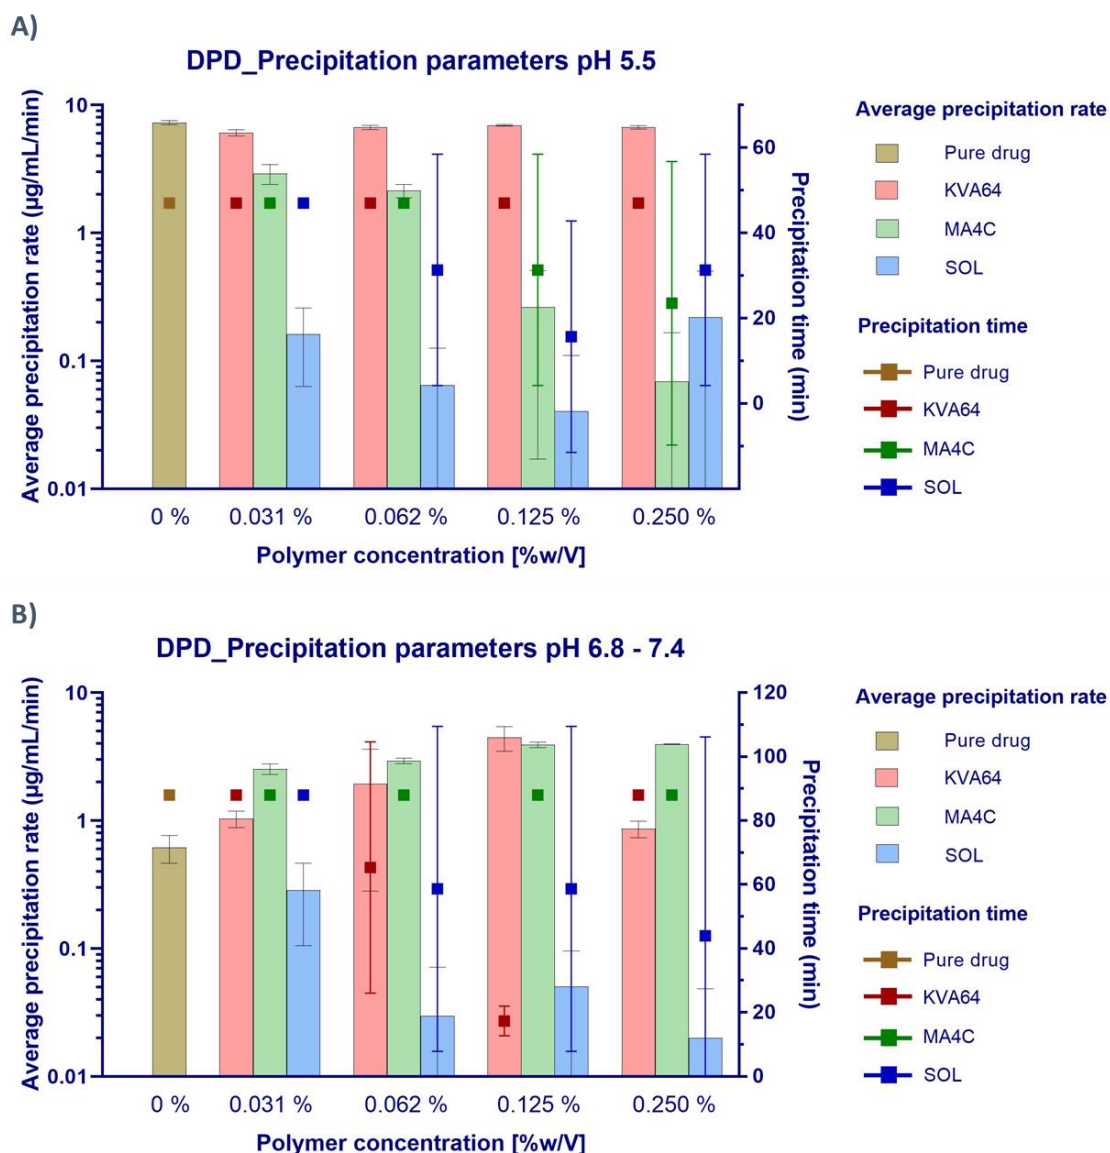 A)
DPD_Precipitation parameters pH 5.5
Average precipitation rate (µg/mL/min)
10
1
0.1
0.01
60
40
20
0
Precipitation time (min)
0 %
0.031 %
0.062 %
0.125 %
0.250 %
Polymer concentration [%w/V]
Average precipitation rate
Pure drug
KVA64
MA4C
SOL
Precipitation time
Pure drug
KVA64
MA4C
SOL
B)
DPD_Precipitation parameters pH 6.8 - 7.4
Average precipitation rate (µg/mL/min)
10
1
0.1
0.01
120
100
80
60
40
20
0
Precipitation time (min)
0 %
0.031 %
0.062 %
0.125 %
0.250 %
Polymer concentration [%w/V]
Average precipitation rate
Pure drug
KVA64
MA4C
SOL
Precipitation time
Pure drug
KVA64
MA4C
SOL